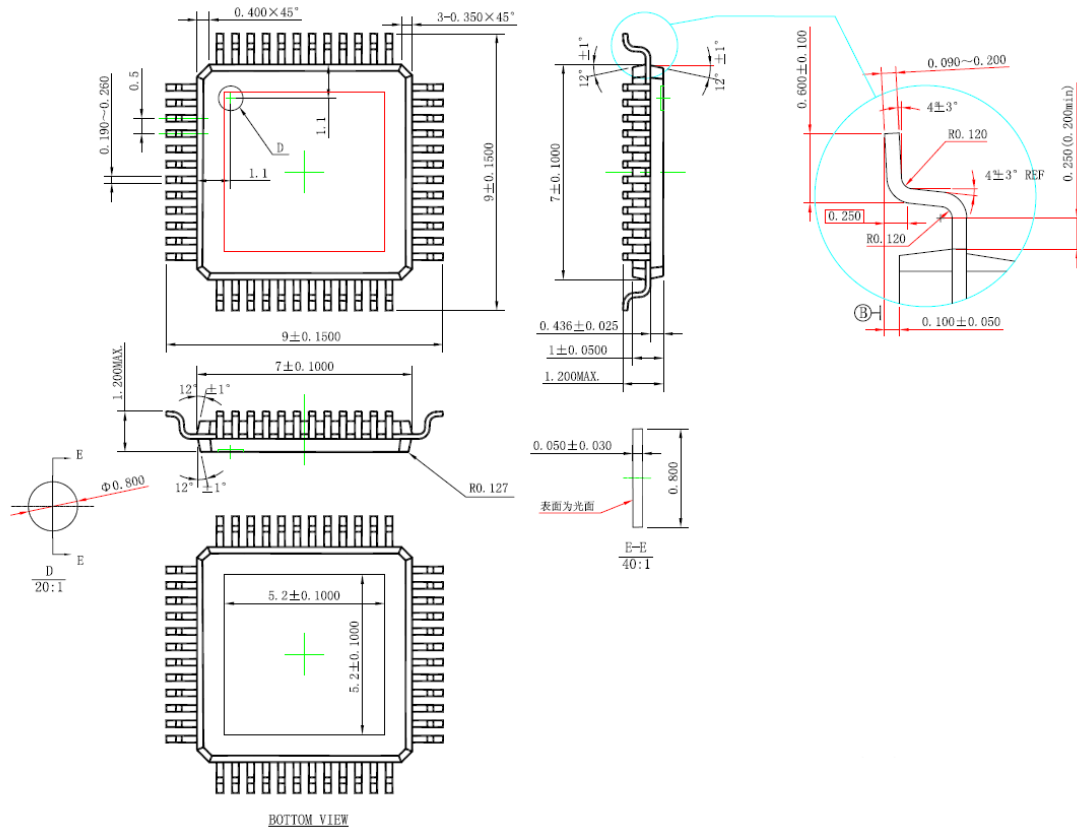 0.400×45°
3-0.350×45°
0.190～0.260
0.5
1.1
1.1
D
9±0.1500
9±0.1500
12° ±1°
12° ±1°
7±0.1000
0.436±0.025
1±0.0500
1.200MAX.
0.090～0.200
0.600±0.100
4°±3°
R0.120
4°±3° REF
0.250(0.200min)
0.250
R0.120
B
0.100±0.050
1.200MAX.
7±0.1000
12° ±1°
12° ±1°
R0.127
E
Φ0.800
E
D
20:1
0.050±0.030
0.800
表面为光面
E-E
40:1
5.2±0.1000
5.2±0.1000
BOTTOM VIEW